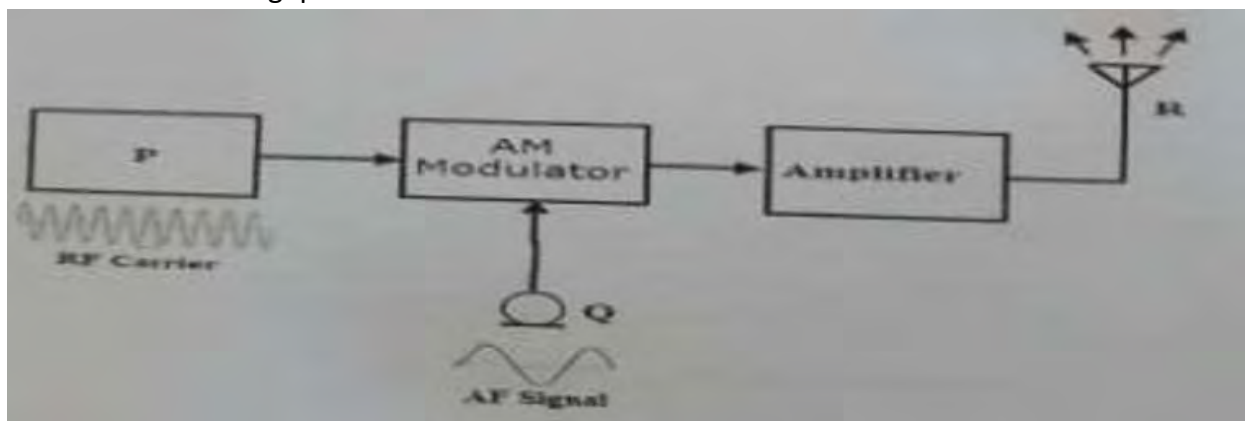 P
AM
Modulator
Amplifier
R
RF Carrier
Q
AF Signal